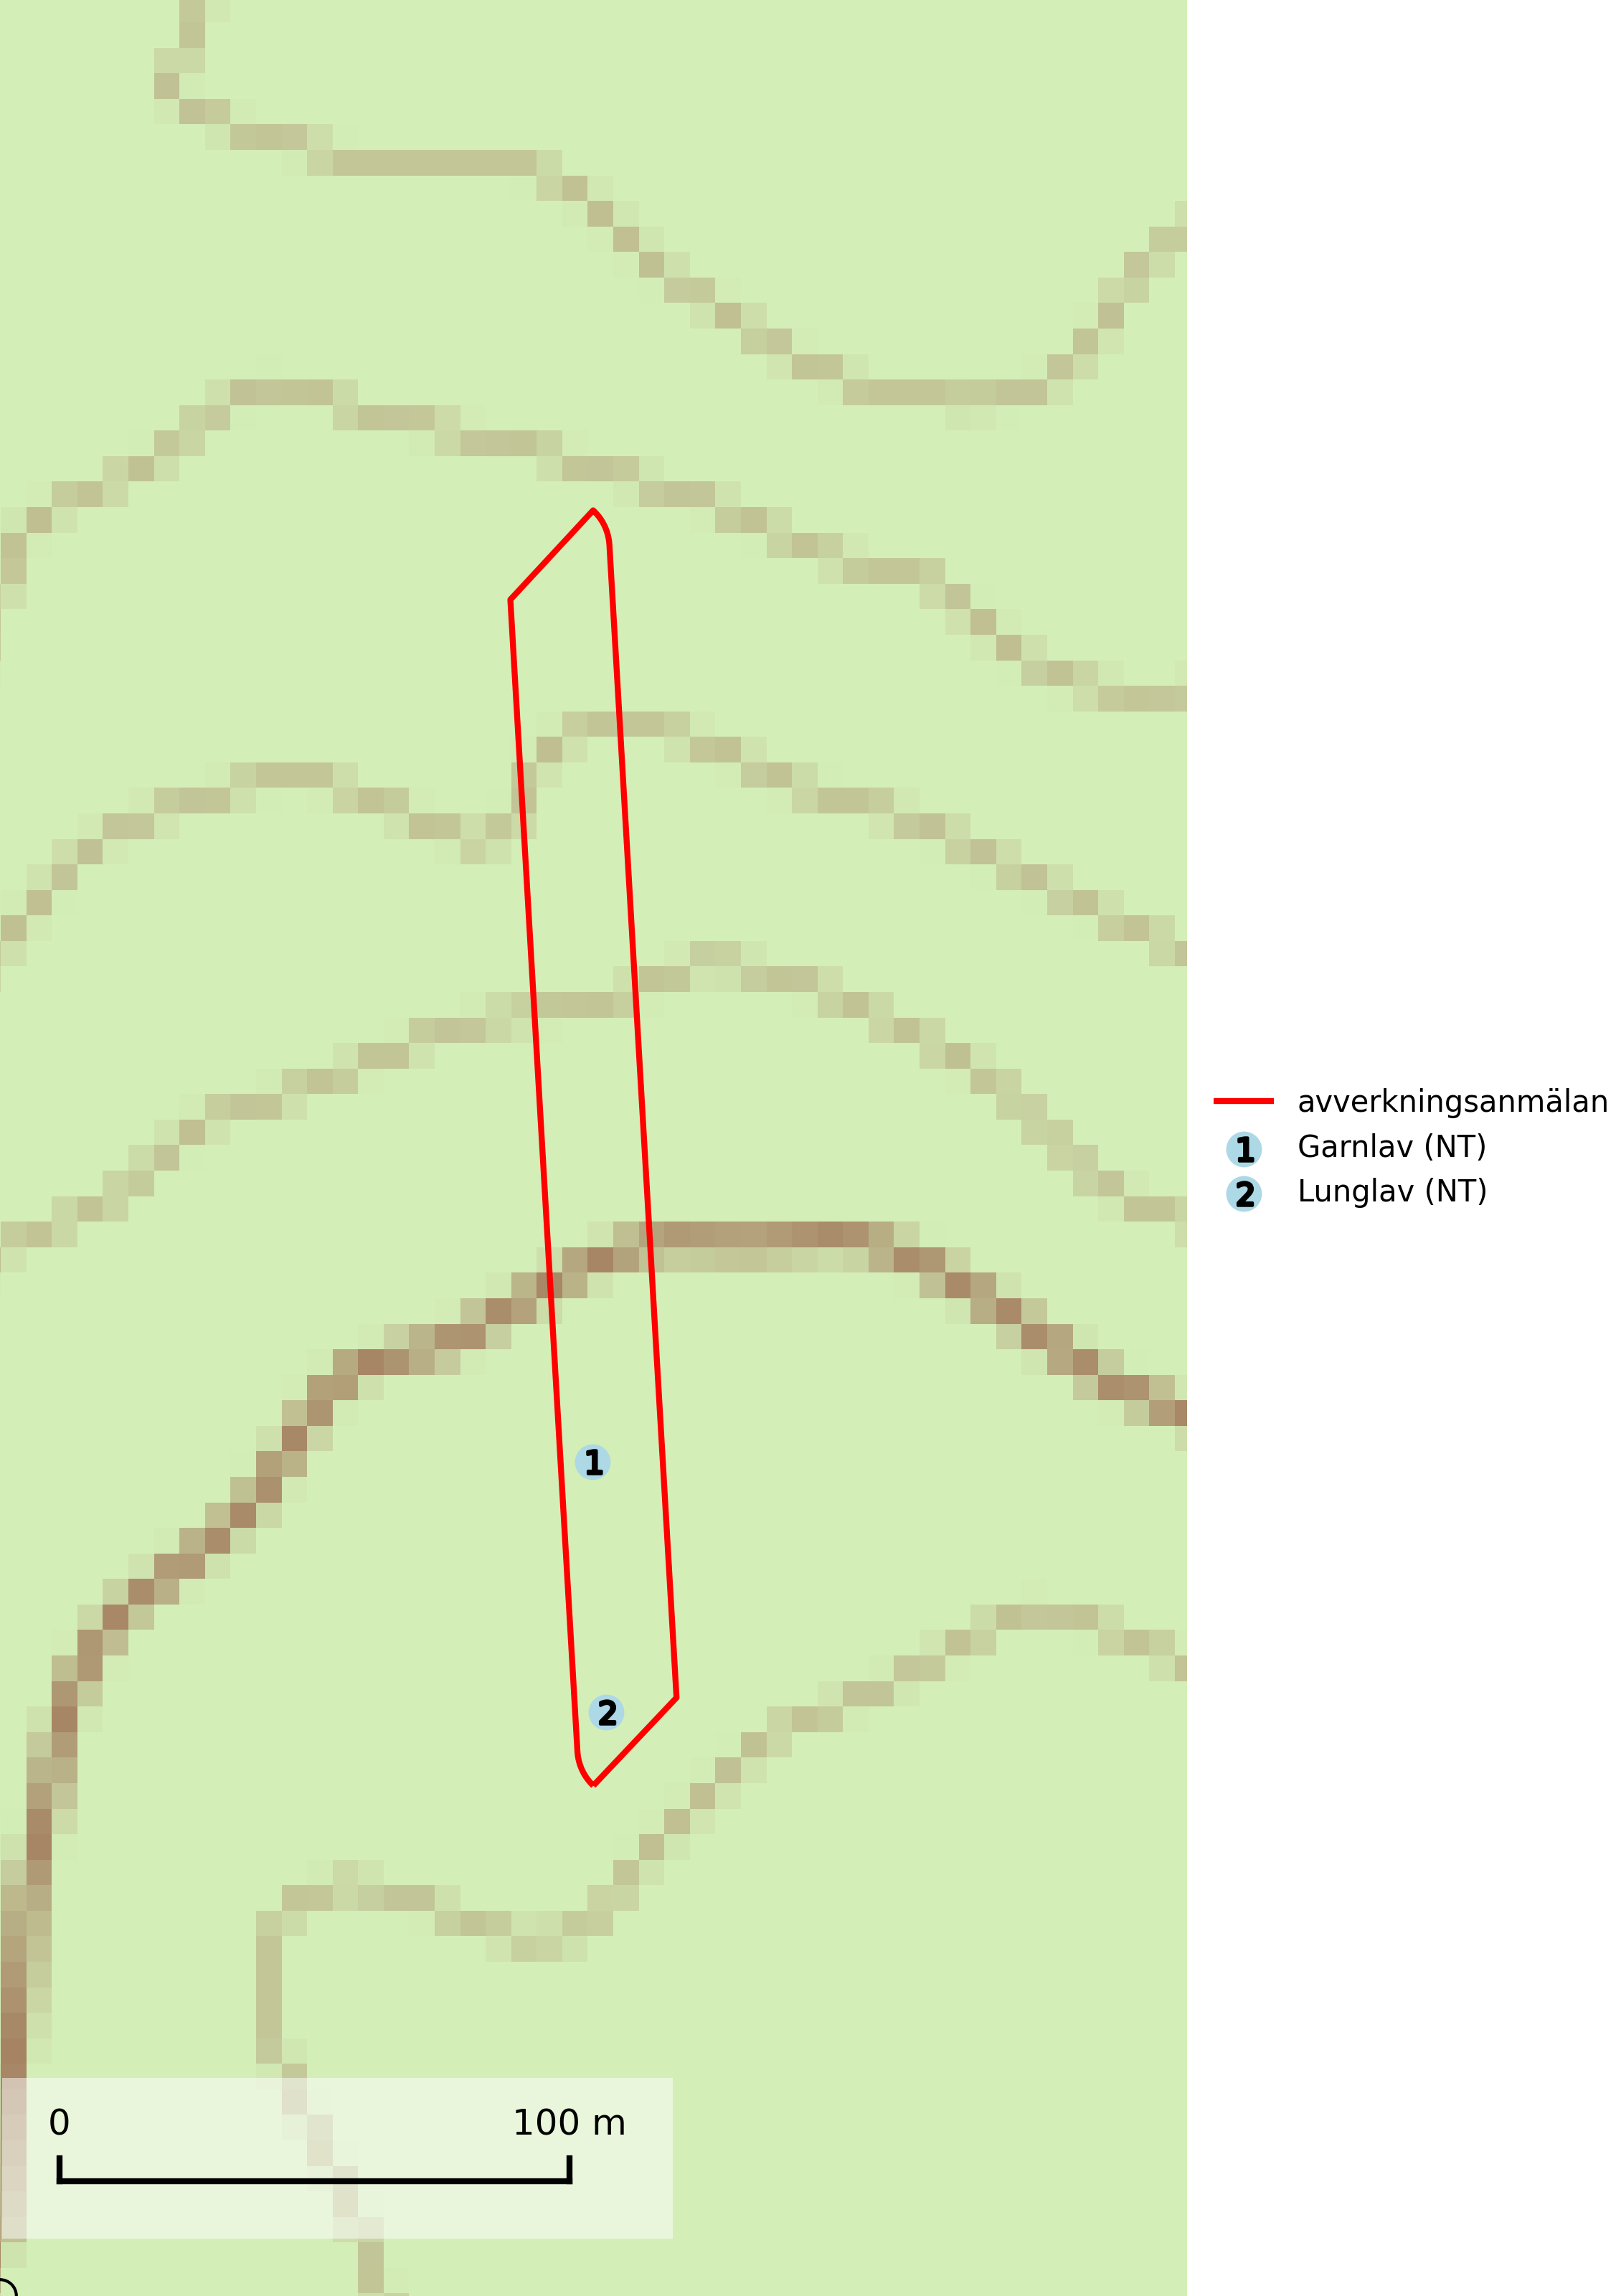 avverkningsanmälan
1 Garnlav (NT)
2 Lunglav (NT)
1
2
0 100 m